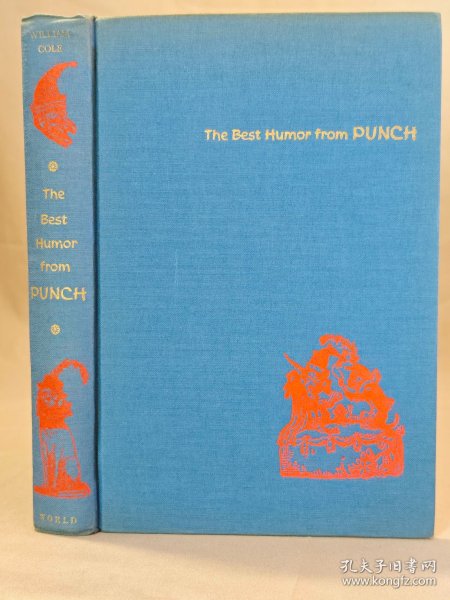 WILLIAM
COLE
The
Best
Humor
from
PUNCH
WORLD
The Best Humor from PUNCH
孔夫子旧书网
www.kongfz.com